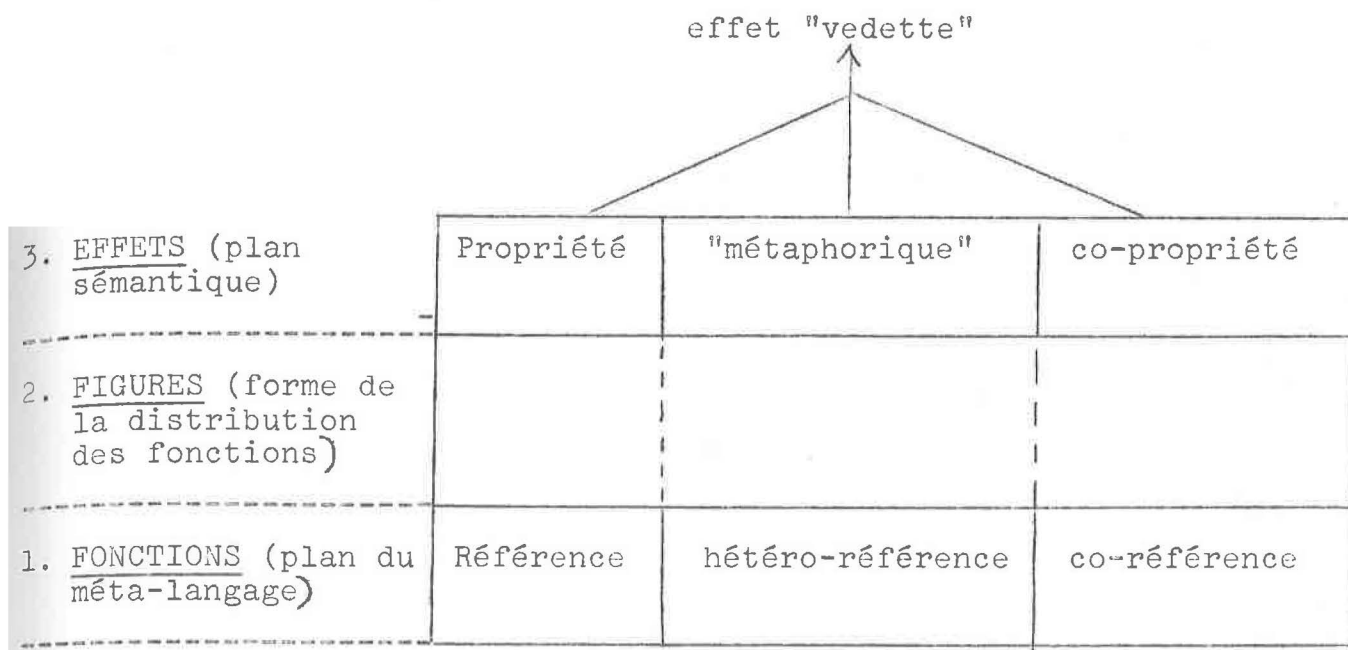 effet "vedette"
3. EFFETS (plan Propriété "métaphorique" co-propriété
sémantique)
2. FIGURES (forme de
la distribution
des fonctions)
1. FONCTIONS (plan du Référence hétéro-référence co-référence
méta-langage)